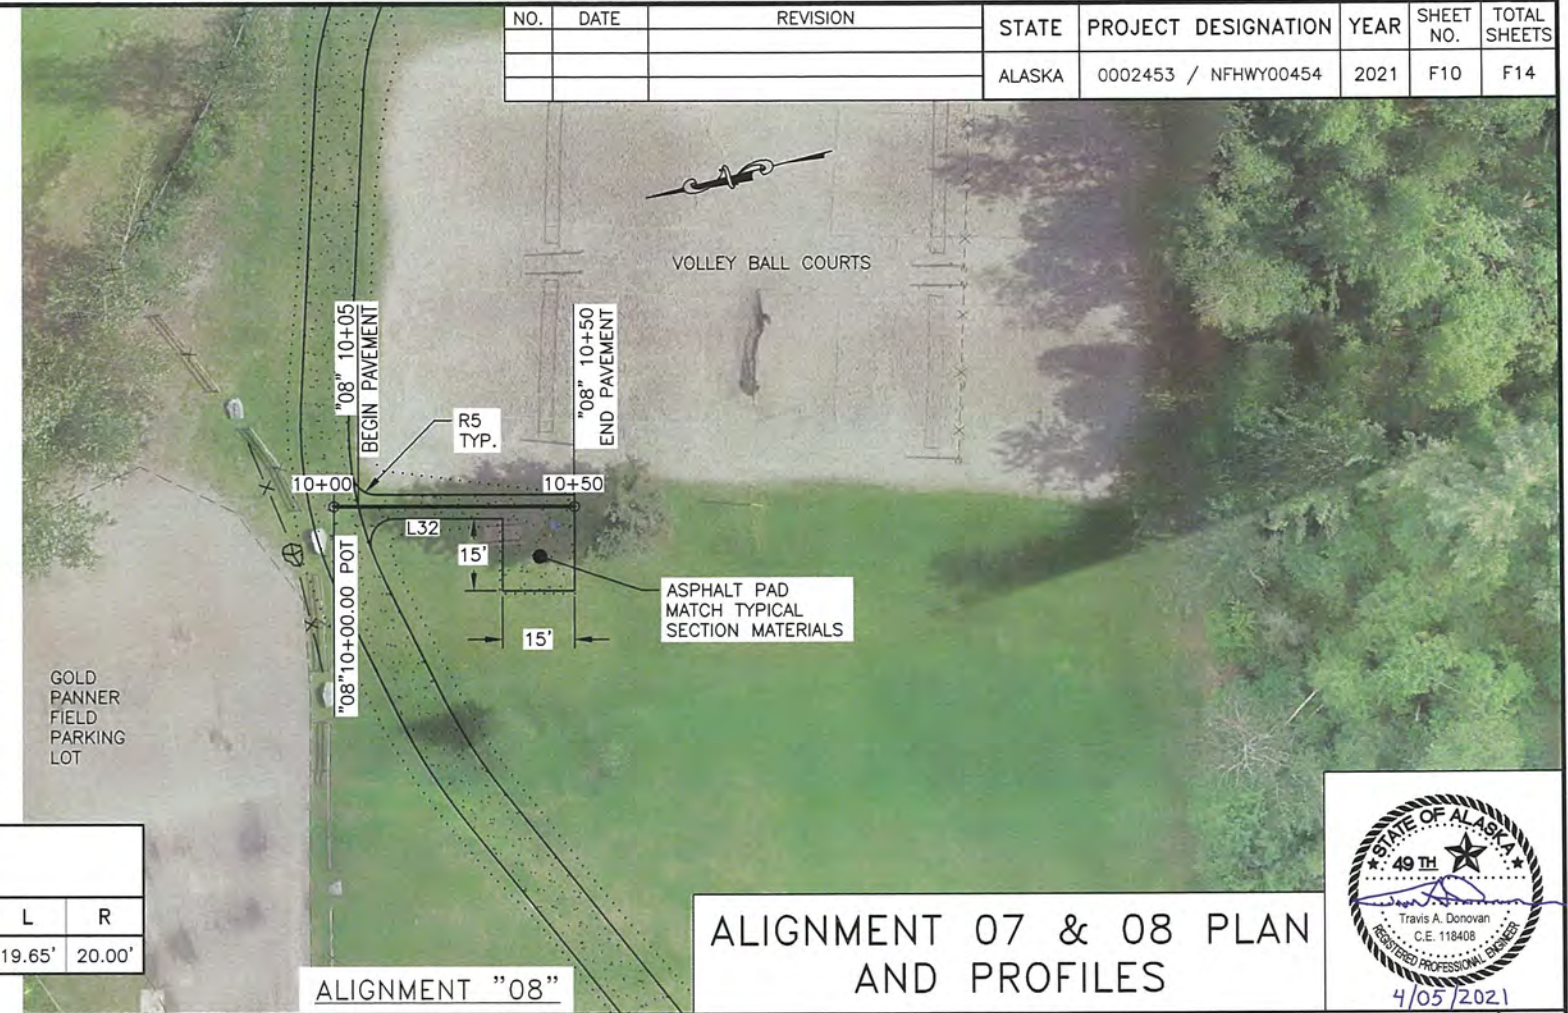 NO. DATE REVISION
STATE PROJECT DESIGNATION YEAR SHEET NO. TOTAL SHEETS
ALASKA 0002453 / NFHWY00454 2021 F10 F14
VOLLEY BALL COURTS
"08" 10+05
BEGIN PAVEMENT
"08" 10+50
END PAVEMENT
R5
TYP.
10+00
10+50
L32
15'
"08"10+00.00 POT
ASPHALT PAD
MATCH TYPICAL
SECTION MATERIALS
15'
GOLD
PANNER
FIELD
PARKING
LOT
L R
19.65' 20.00'
ALIGNMENT "08"
ALIGNMENT 07 & 08 PLAN
AND PROFILES
STATE OF ALASKA
49 TH
Travis A. Donovan
C.E. 118408
REGISTERED PROFESSIONAL ENGINEER
4/05/2021